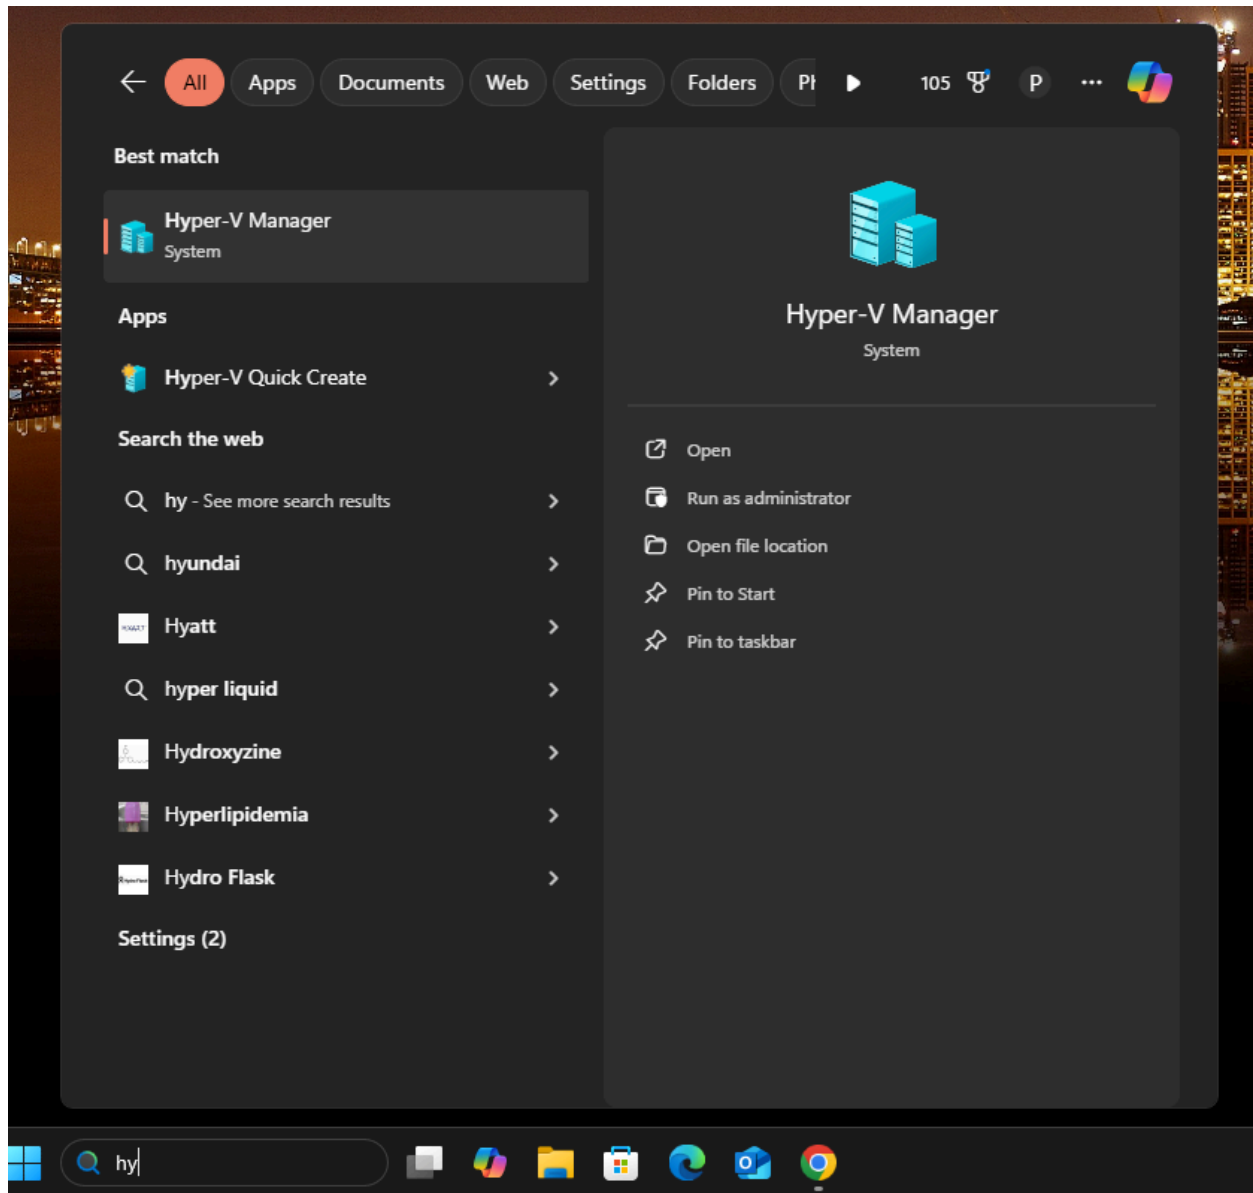 All Apps Documents Web Settings Folders 105 P ...
Best match
Hyper-V Manager
System
Apps
Hyper-V Quick Create
Search the web
hy - See more search results
hyundai
Hyatt
hyper liquid
Hydroxyzine
Hyperlipidemia
Hydro Flask
Settings (2)
Hyper-V Manager
System
Open
Run as administrator
Open file location
Pin to Start
Pin to taskbar
hy